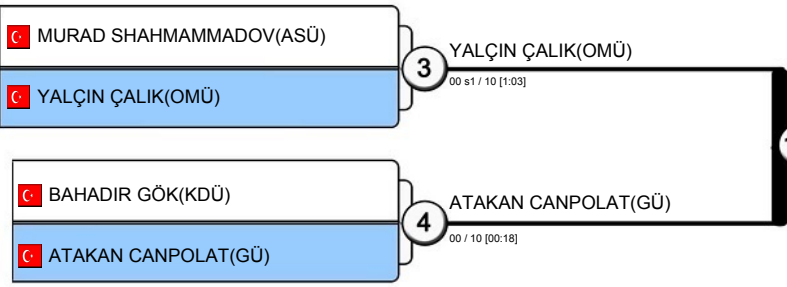 MURAD SHAHMAMMADOV(ASÜ)
YALÇIN ÇALIK(OMÜ)
3
YALÇIN ÇALIK(OMÜ)
00 s1 / 10 [1:03]
BAHADIR GÖK(KDÜ)
ATAKAN CANPOLAT(GÜ)
4
ATAKAN CANPOLAT(GÜ)
00 / 10 [00:18]